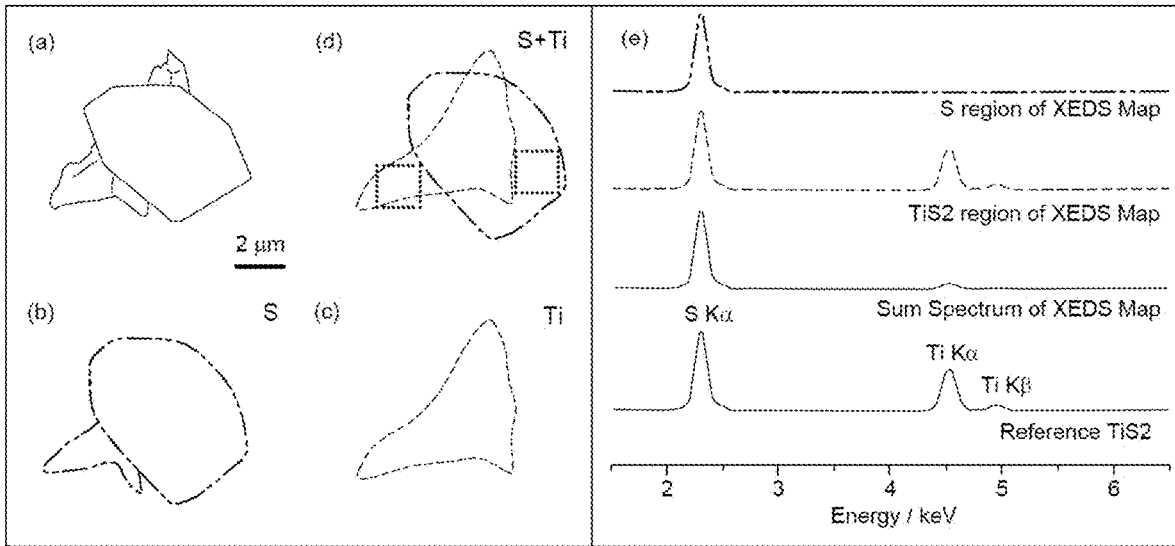 (a)
(d)
S+Ti
2 μm
(b)
S
(c)
Ti
(e)
S region of XEDS Map
TiS2 region of XEDS Map
Sum Spectrum of XEDS Map
S Kα
Ti Kα
Ti Kβ
Reference TiS2
2 3 4 5 6
Energy / keV